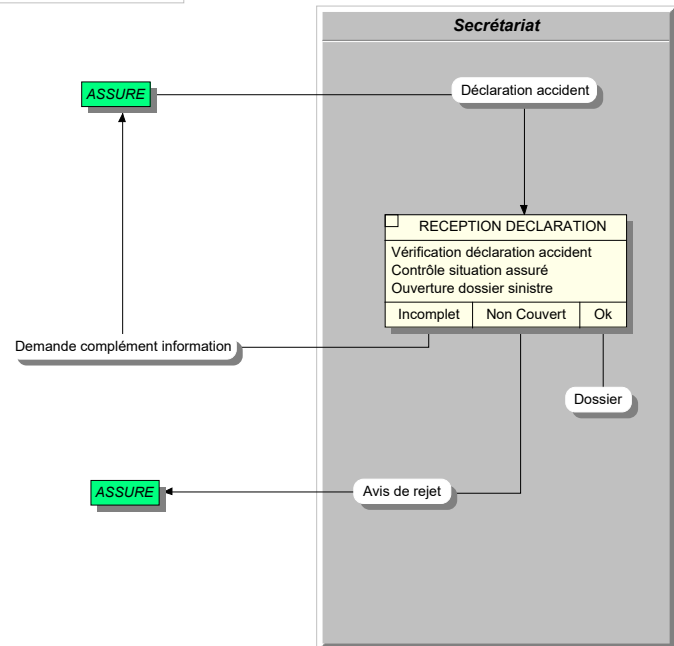 Secrétariat
ASSURE
Déclaration accident
RECEPTION DECLARATION
Vérification déclaration accident
Contrôle situation assuré
Ouverture dossier sinistre
Incomplet
Non Couvert
Ok
Demande complément information
Dossier
ASSURE
Avis de rejet